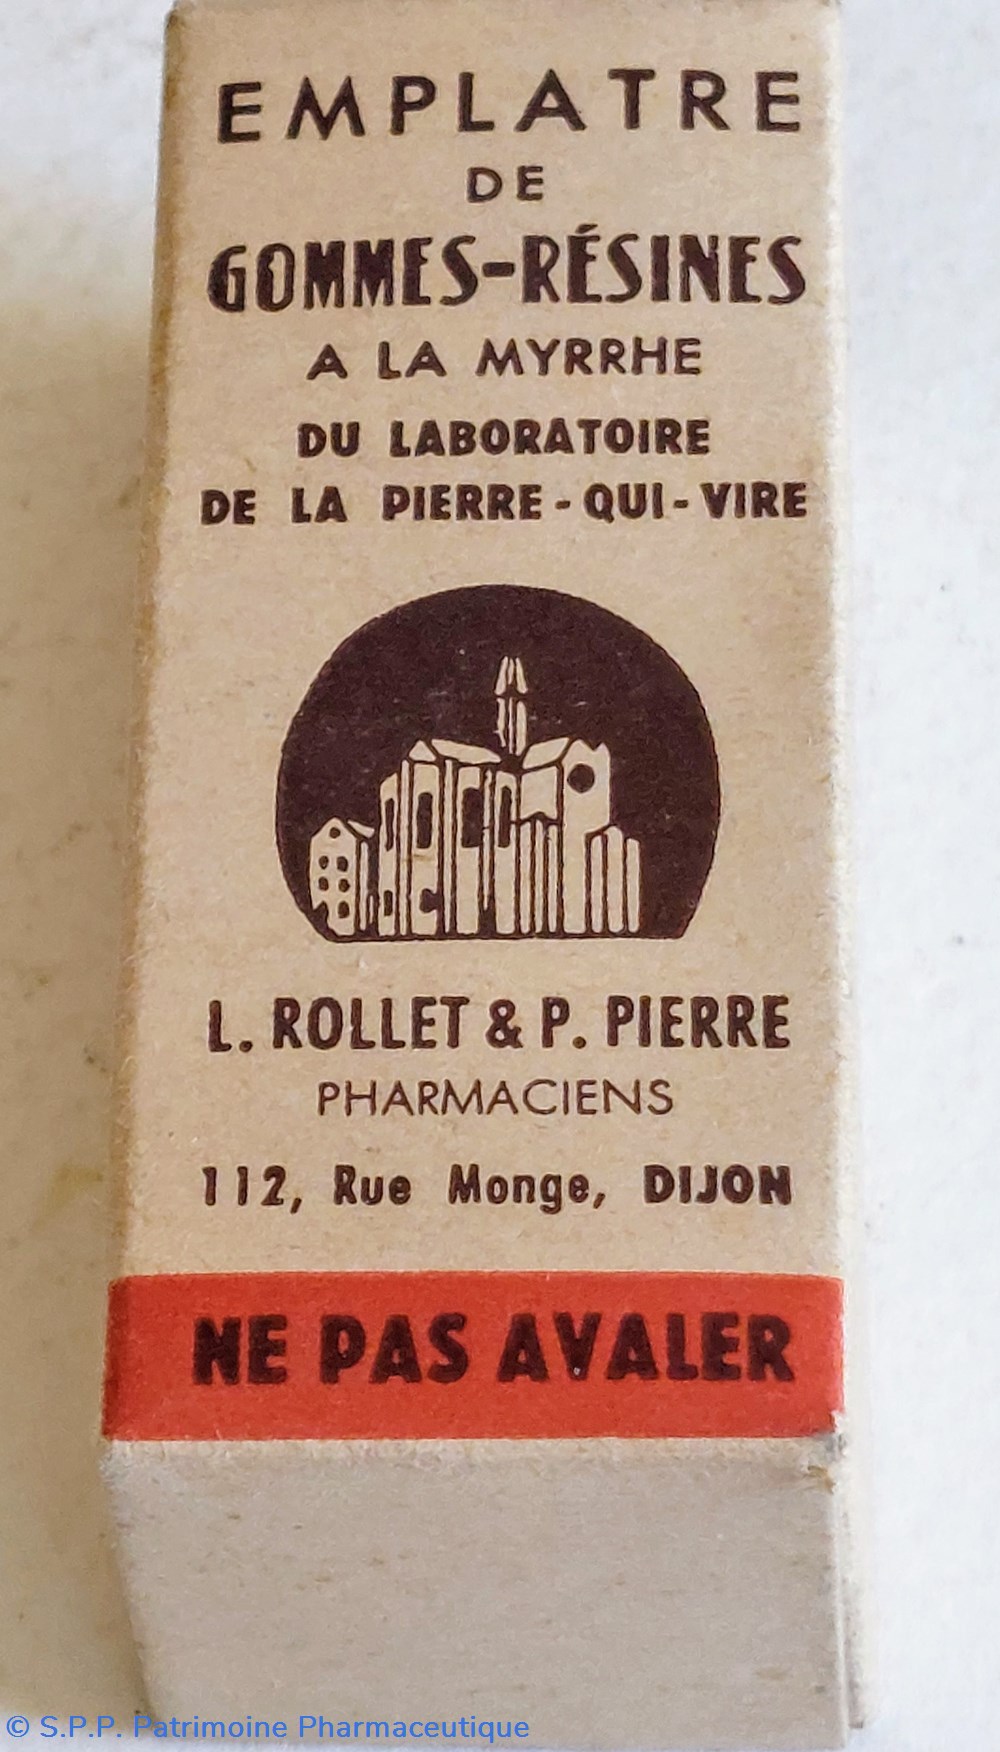 EMPLATRE
DE
GOMMES-RÉSINES
A LA MYRRHE
DU LABORATOIRE
DE LA PIERRE-QUI-VIRE
L. ROLLET & P. PIERRE
PHARMACIENS
112, Rue Monge, DIJON
NE PAS AVALER
© S.P.P. Patrimoine Pharmaceutique